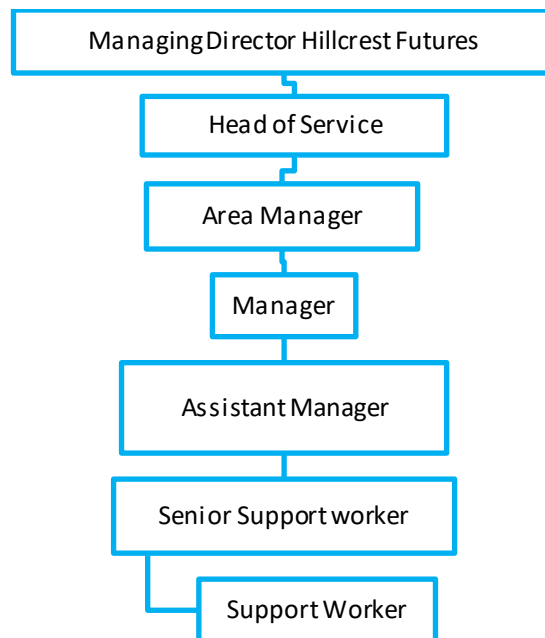 Managing Director Hillcrest Futures
Head of Service
Area Manager
Manager
Assistant Manager
Senior Support worker
Support Worker